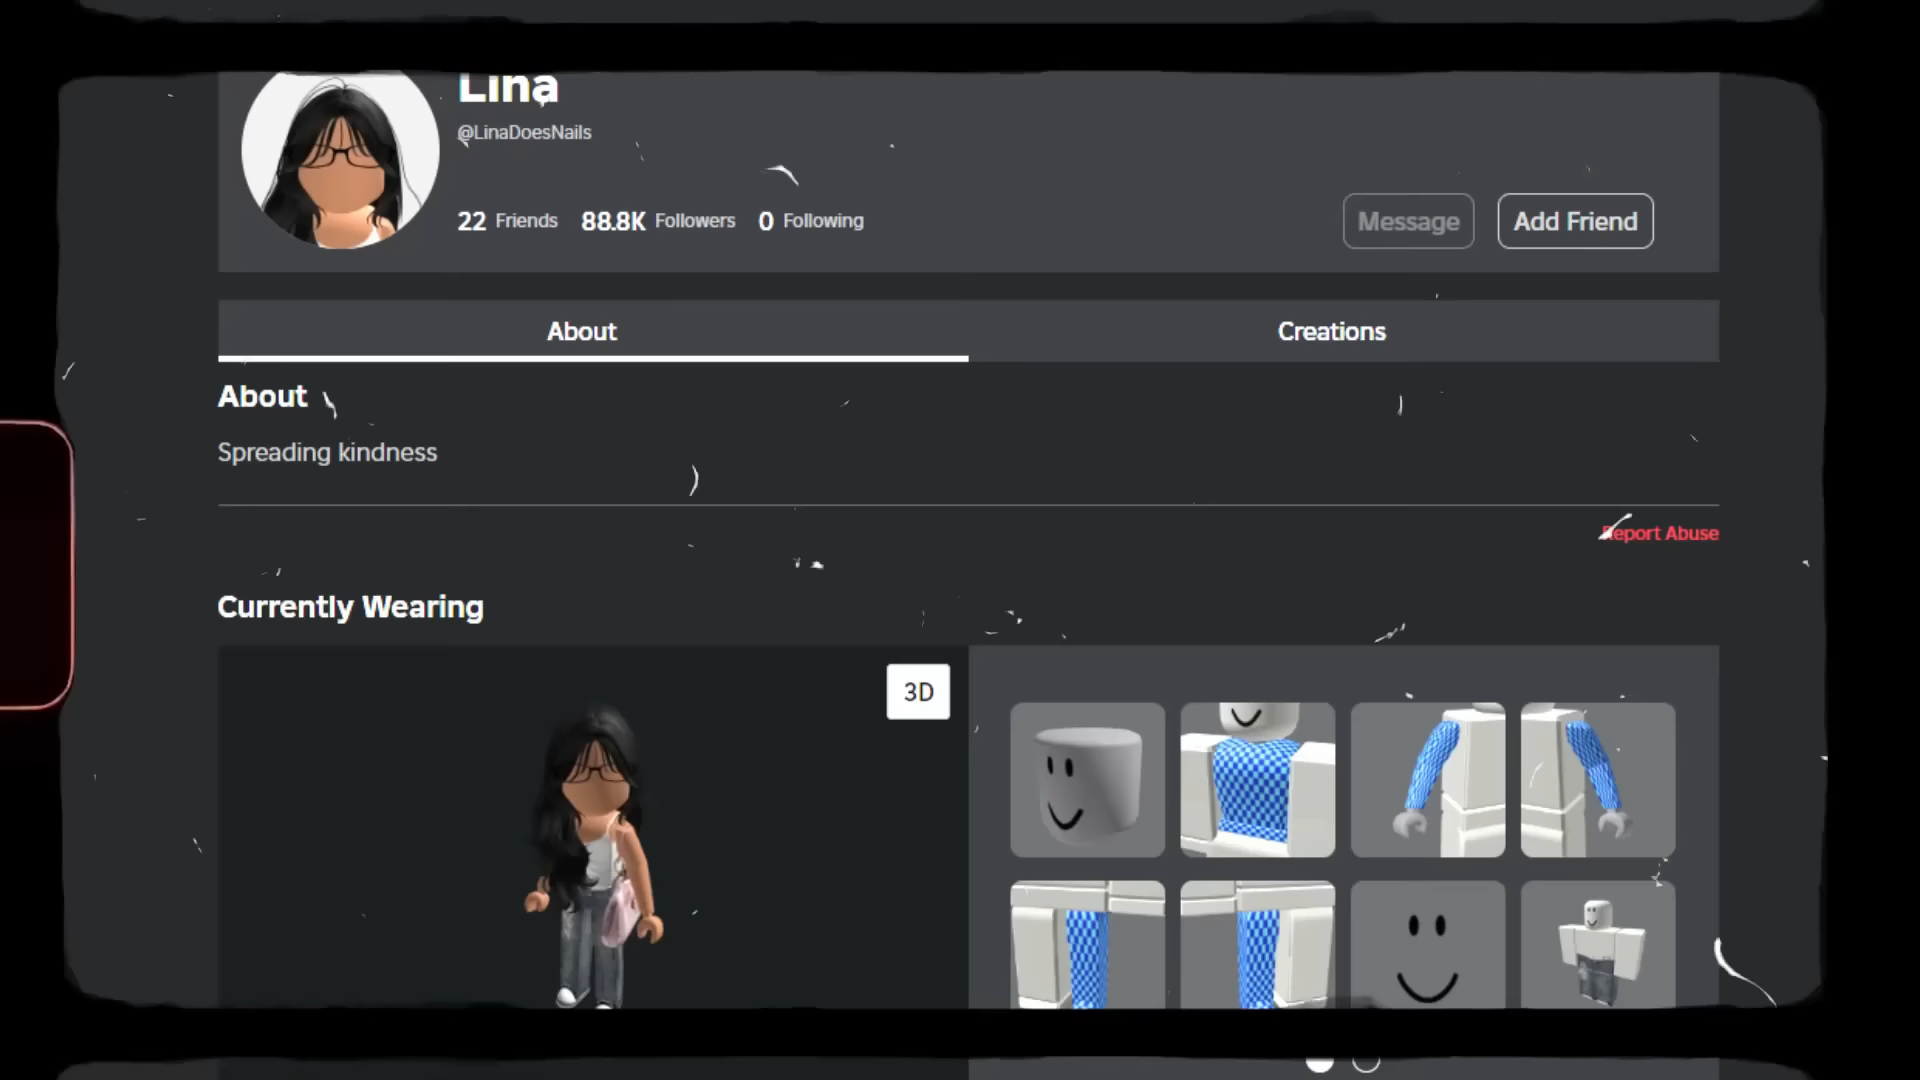 Lina
@LinaDoesNails
22 Friends 88.8K Followers 0 Following
Message Add Friend
About Creations
About
Spreading kindness
Report Abuse
Currently Wearing
3D